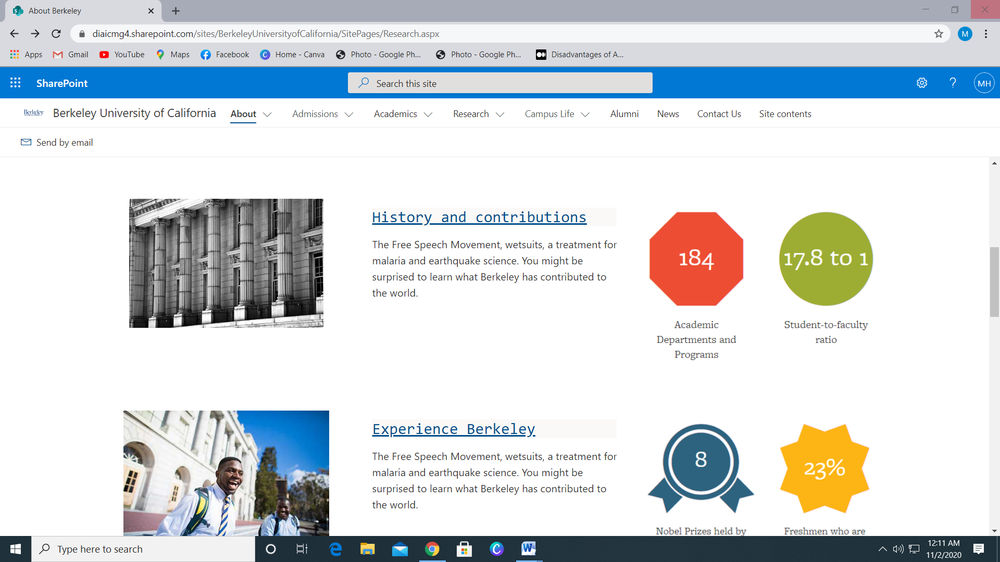 About Berkeley
diaicmg4.sharepoint.com/sites/BerkeleyUniversityofCalifornia/SitePages/Research.aspx
M
Apps Gmail YouTube Maps Facebook Home - Canva Photo - Google Ph... Photo - Google Ph... Disadvantages of A...
SharePoint Search this site ? MH
Berkeley Berkeley University of California About Admissions Academics Research Campus Life Alumni News Contact Us Site contents
Send by email
History and contributions
The Free Speech Movement, wetsuits, a treatment for
malaria and earthquake science. You might be
surprised to learn what Berkeley has contributed to
the world.
184
Academic
Departments and
Programs
17.8 to 1
Student-to-faculty
ratio
Experience Berkeley
The Free Speech Movement, wetsuits, a treatment for
malaria and earthquake science. You might be
surprised to learn what Berkeley has contributed to
the world.
8
Nobel Prizes held by
23%
Freshmen who are
Type here to search
12:11 AM
11/2/2020